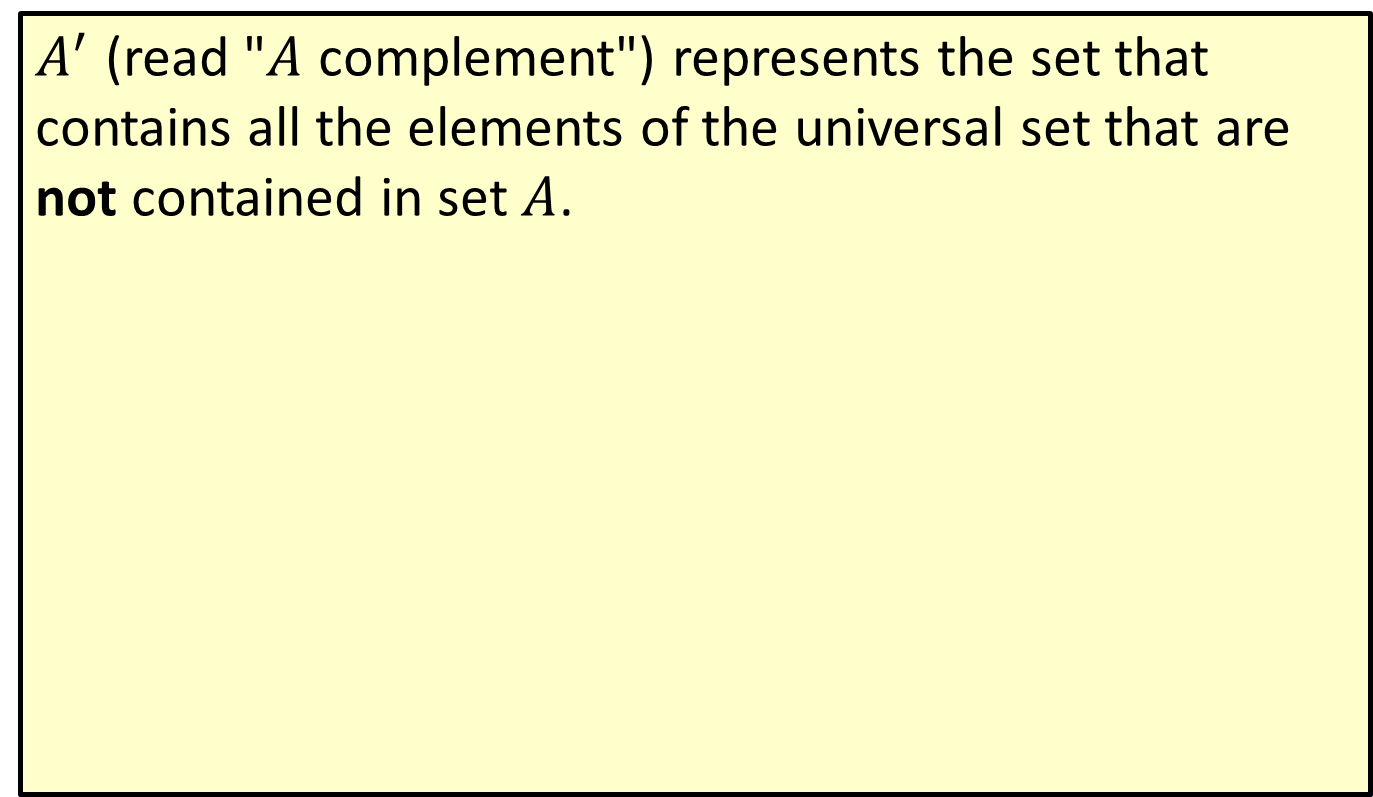 A′ (read "A complement") represents the set that
contains all the elements of the universal set that are
not contained in set A.